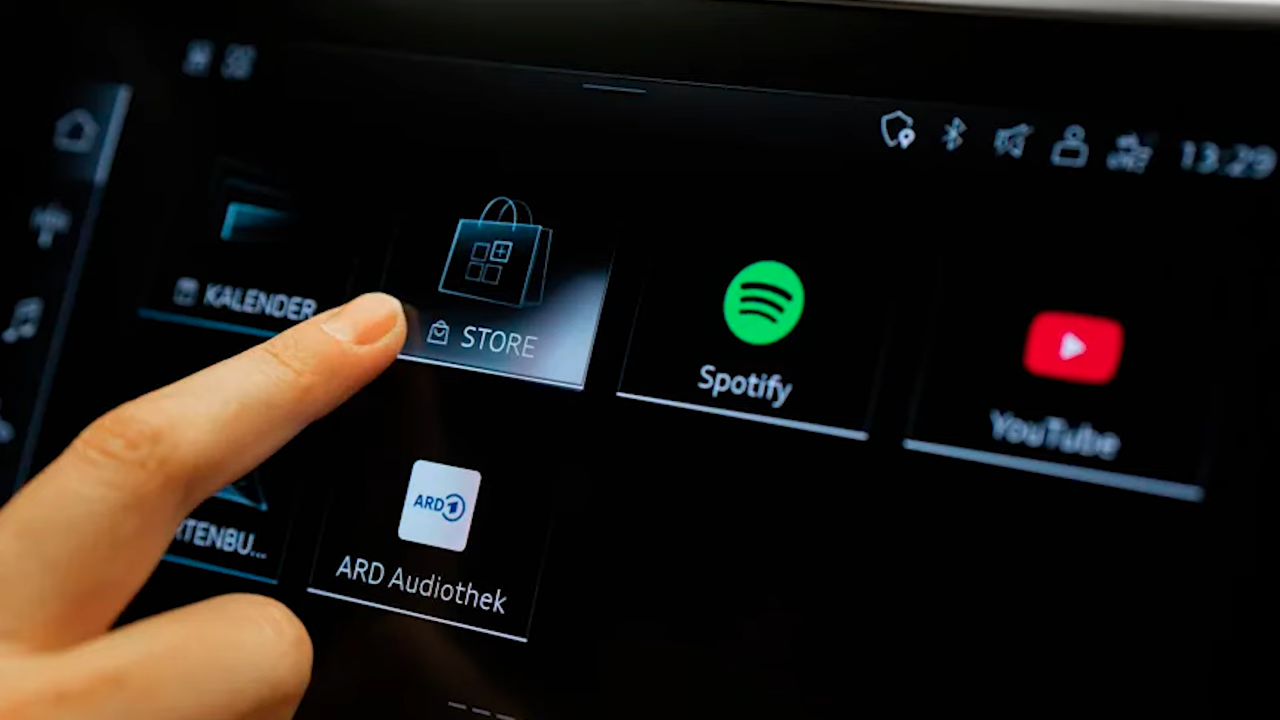 13:29
KALENDER
STORE
Spotify
YouTube
RTENBU...
ARD
ARD Audiothek